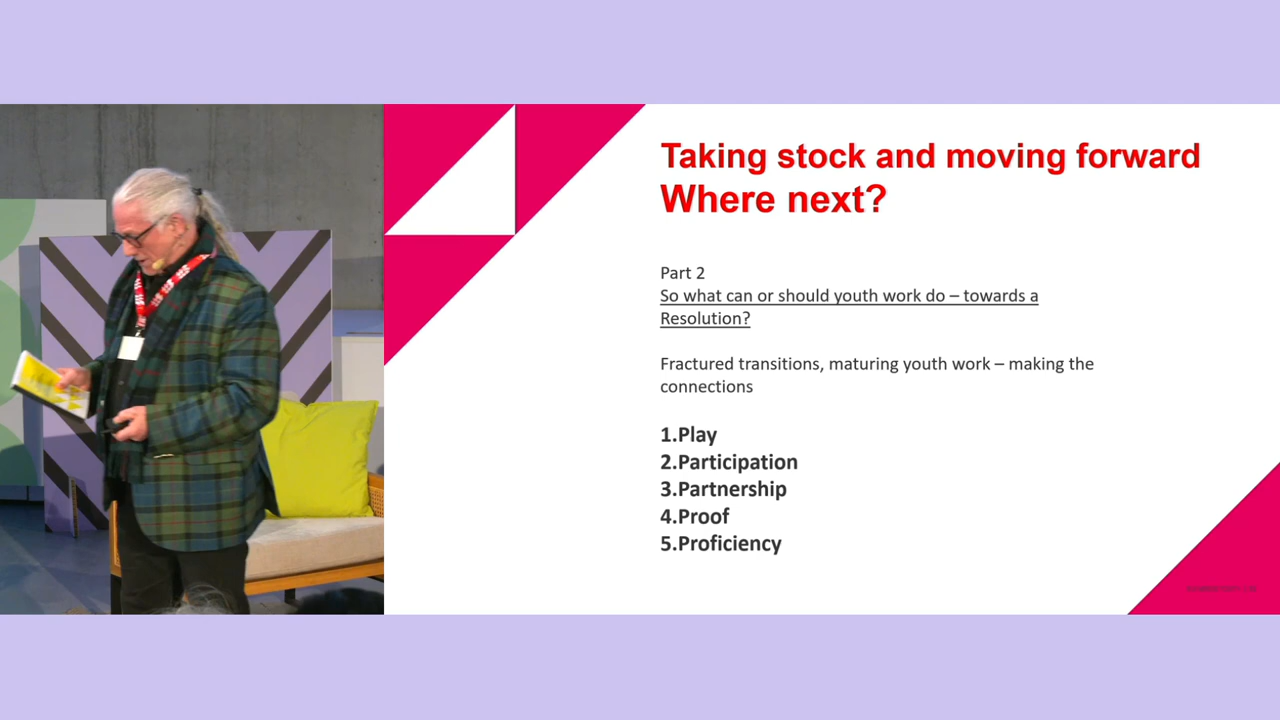 Taking stock and moving forward
Where next?
Part 2
So what can or should youth work do – towards a
Resolution?
Fractured transitions, maturing youth work – making the
connections
1.Play
2.Participation
3.Partnership
4.Proof
5.Proficiency